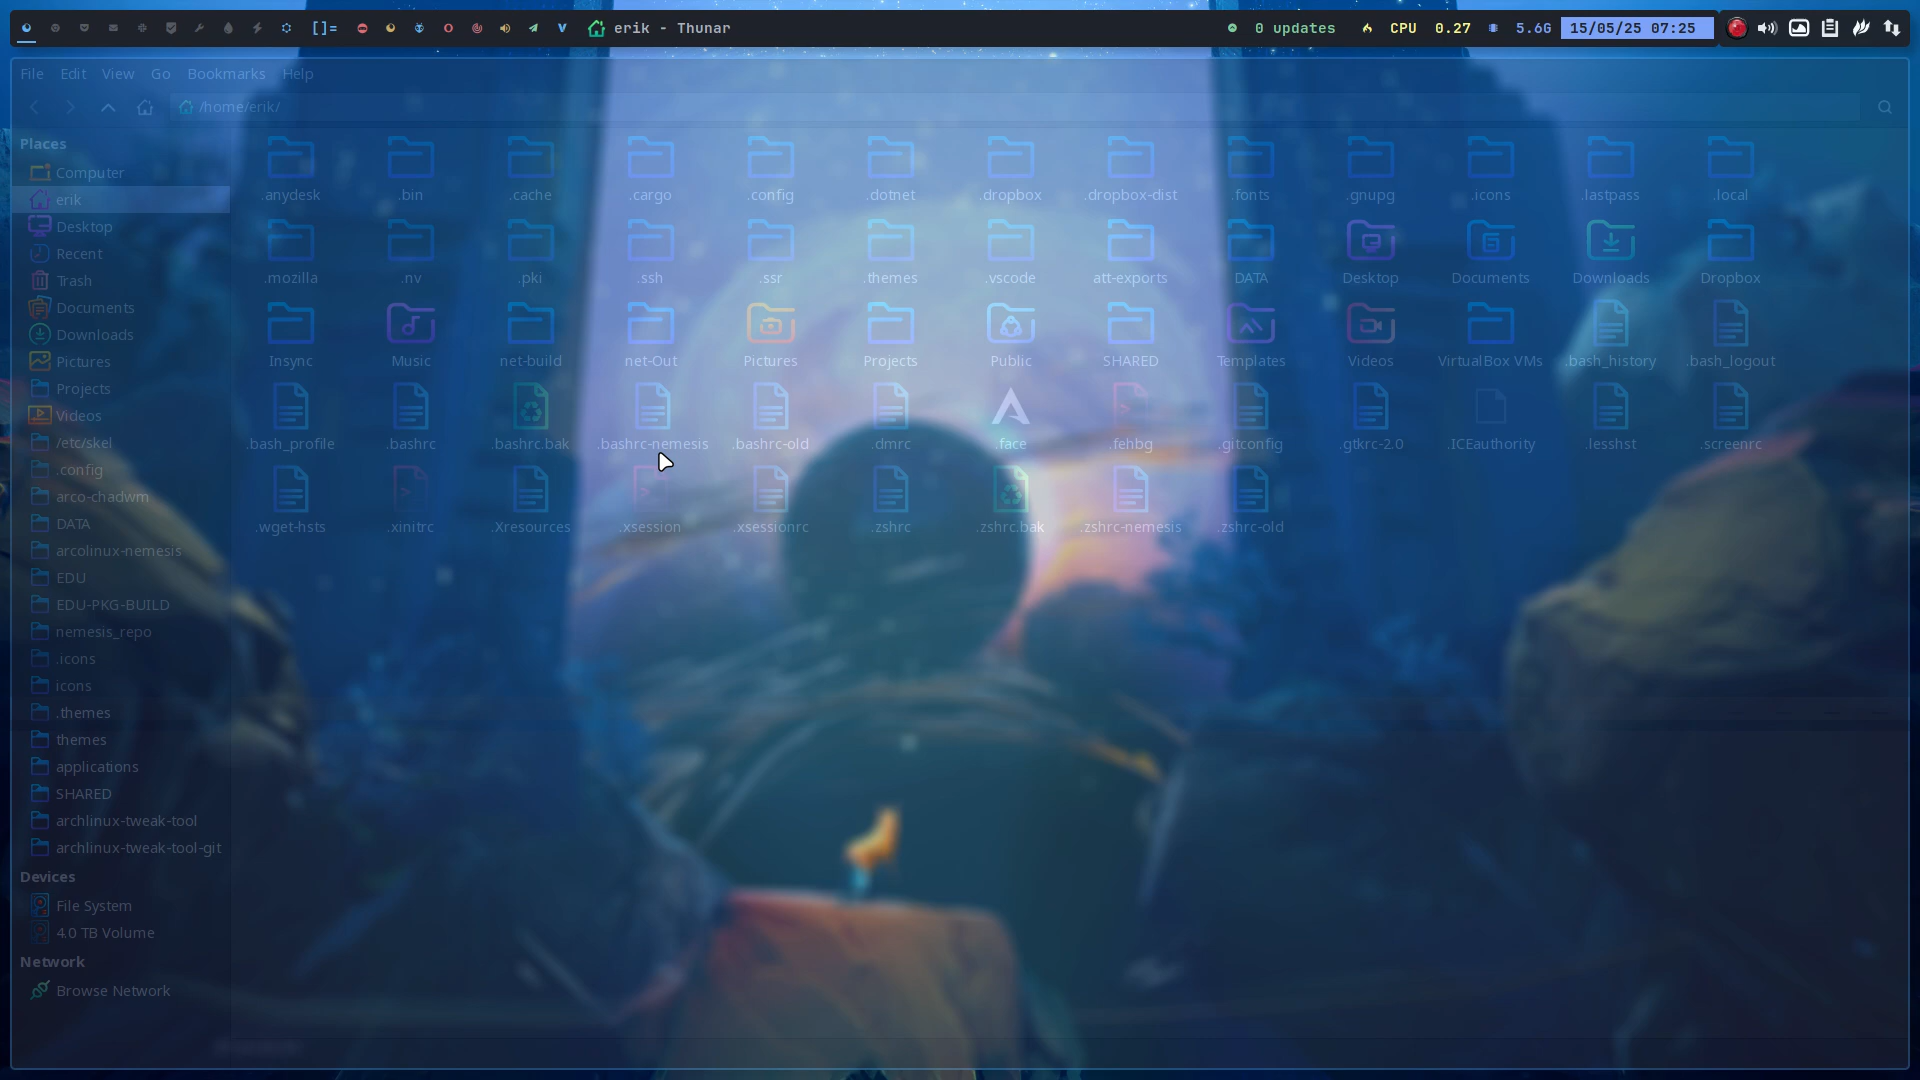 []= erik - Thunar 0 updates CPU 0.27 5.6G 15/05/25 07:25
File Edit View Go Bookmarks Help
/home/erik/
Places
Computer
erik
Desktop
Recent
Trash
Documents
Downloads
Pictures
Projects
Videos
/etc/skel
.config
arco-chadwm
DATA
arcolinux-nemesis
EDU
EDU-PKG-BUILD
nemesis_repo
.icons
icons
.themes
themes
applications
SHARED
archlinux-tweak-tool
archlinux-tweak-tool-git
Devices
File System
4.0 TB Volume
Network
Browse Network
.anydesk .bin .cache .cargo .config .dotnet .dropbox .dropbox-dist .fonts .gnupg .icons .lastpass .local
.mozilla .nv .pki .ssh .ssr .themes .vscode att-exports DATA Desktop Documents Downloads Dropbox
Insync Music net-build net-Out Pictures Projects Public SHARED Templates Videos VirtualBox VMs .bash_history .bash_logout
.bash_profile .bashrc .bashrc.bak .bashrc-nemesis .bashrc-old .dmrc .face .fehbg .gitconfig .gtkrc-2.0 .ICEauthority .lesshst .screenrc
.wget-hsts .xinitrc .Xresources .xsession .xsessionrc .zshrc .zshrc.bak .zshrc-nemesis .zshrc-old